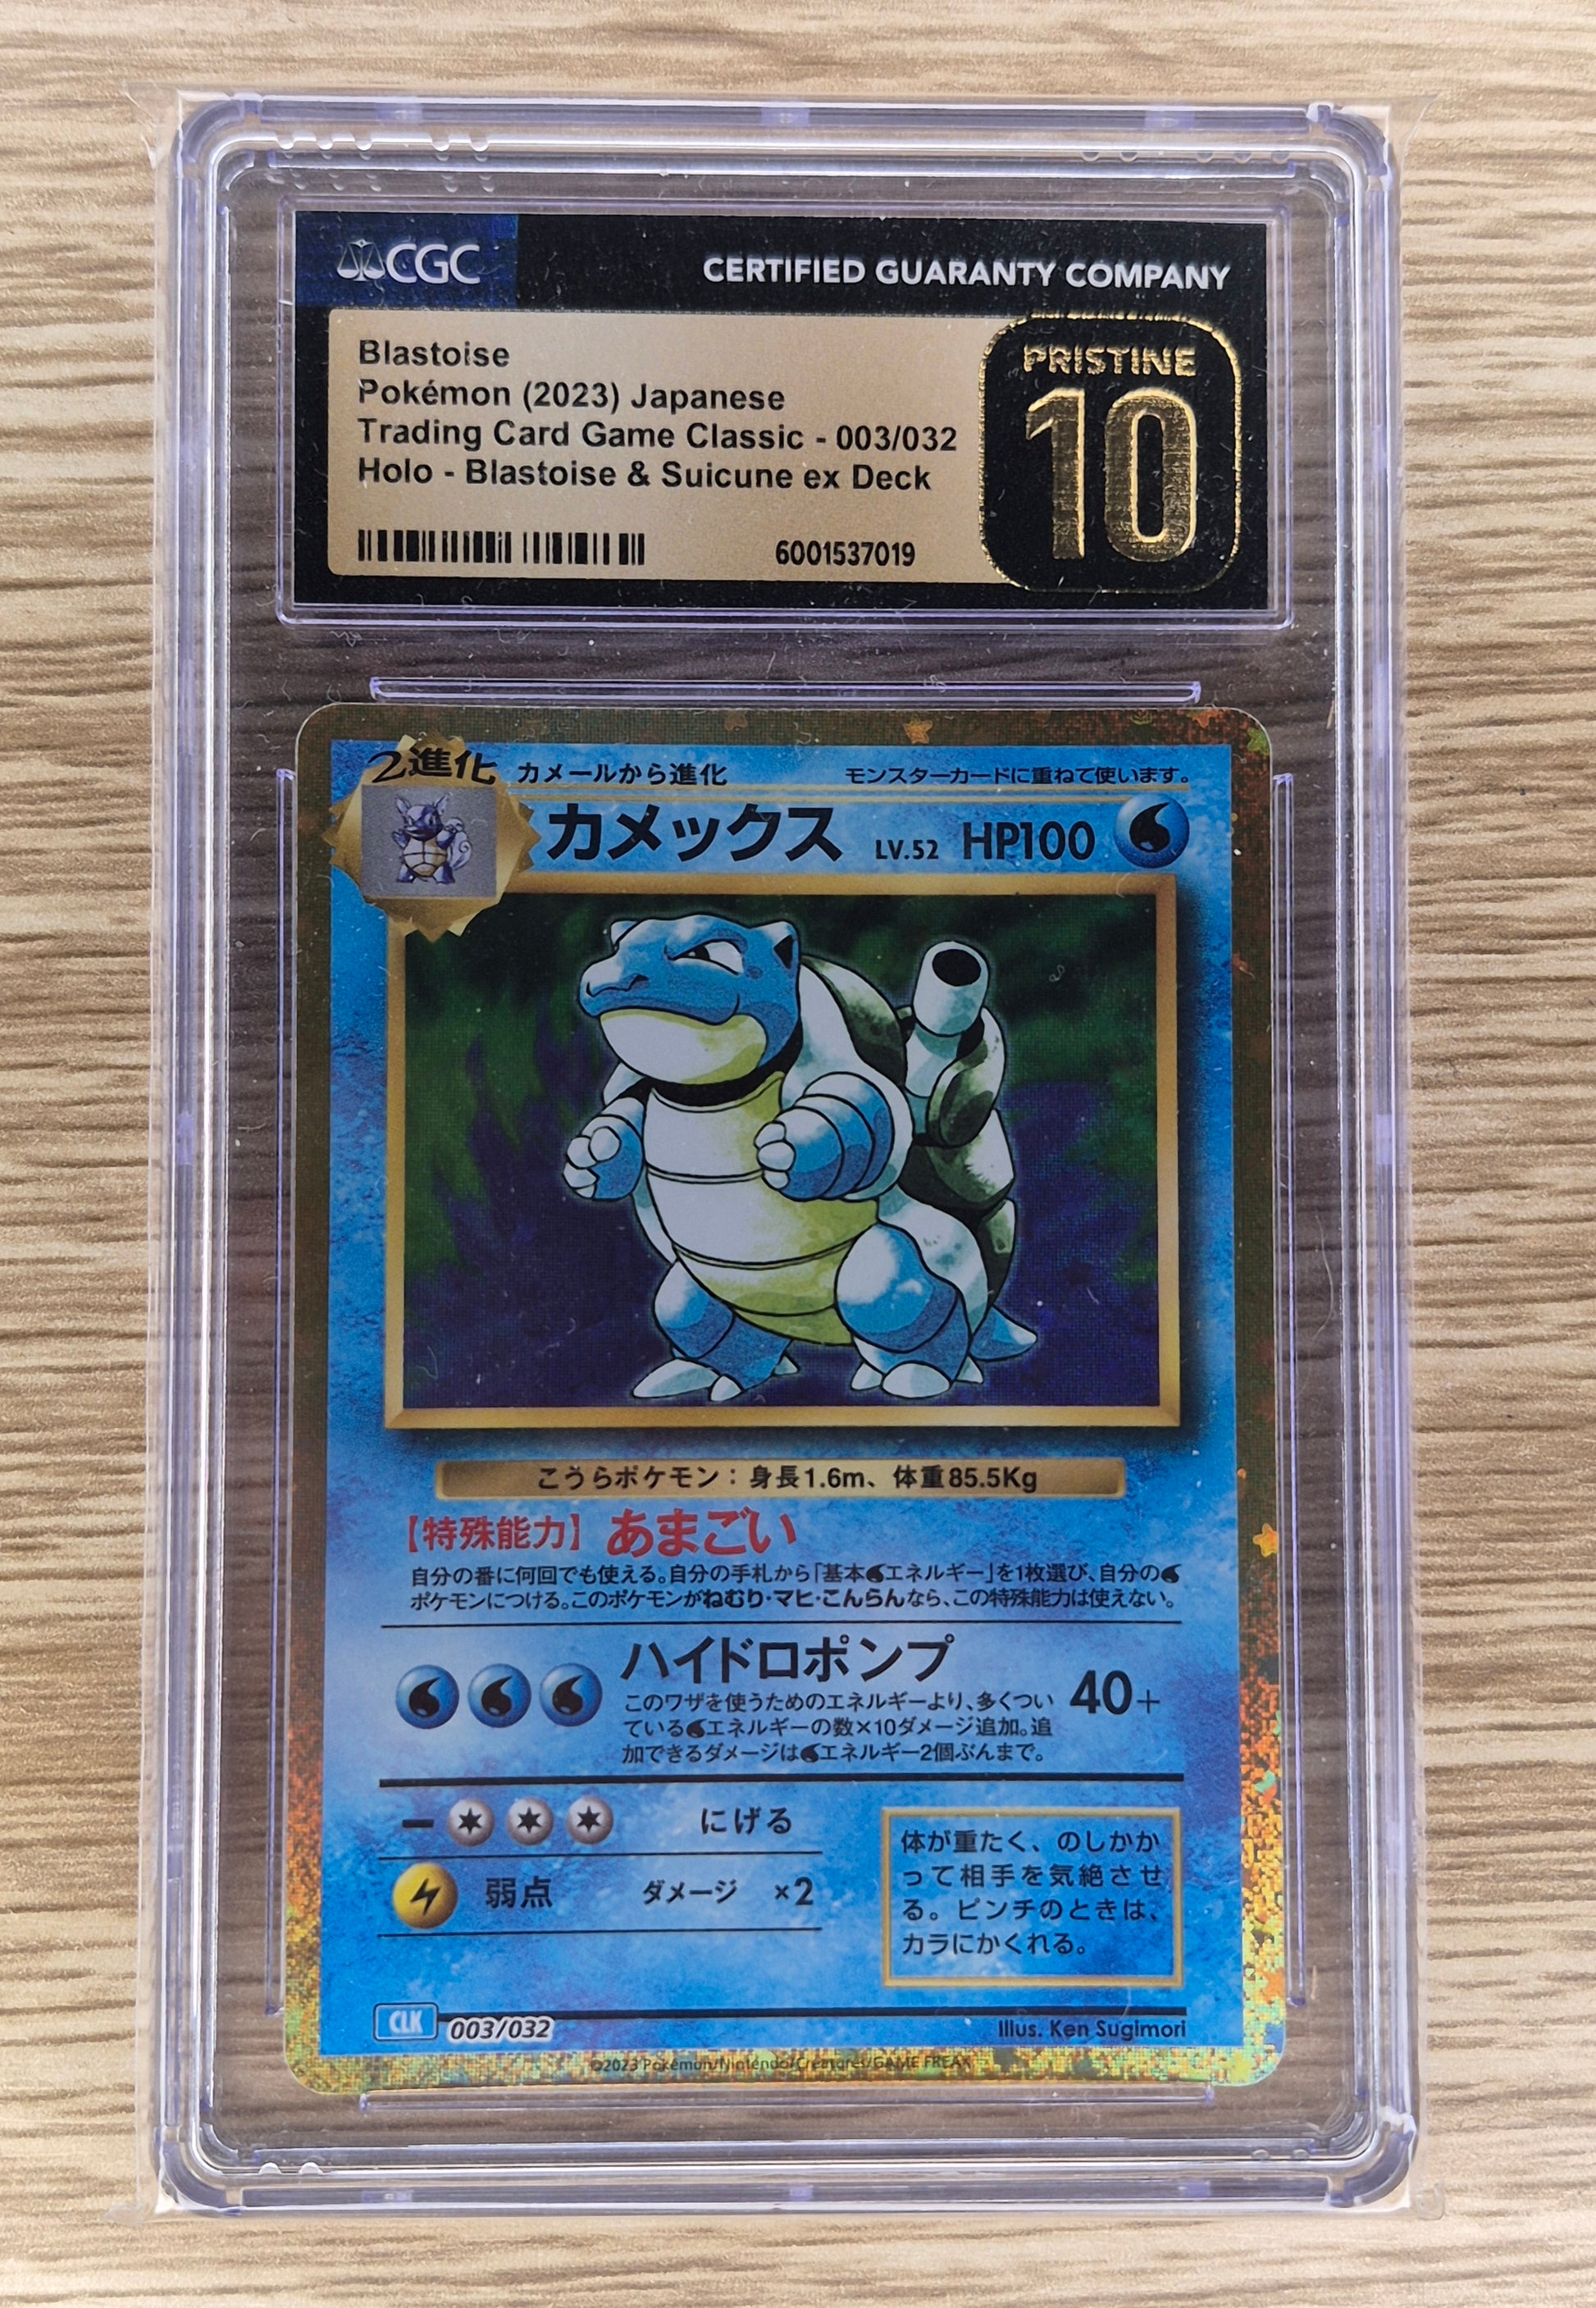 CGC
CERTIFIED GUARANTY COMPANY
Blastoise
Pokémon (2023) Japanese
Trading Card Game Classic - 003/032
Holo - Blastoise & Suicune ex Deck
6001537019
PRISTINE
10
2進化 カメールから進化 モンスターカードに重ねて使います。
カメックス LV.52 HP100
こうらポケモン：身長1.6m、体重85.5Kg
【特殊能力】あまごい
自分の番に何回でも使える。自分の手札から「基本エネルギー」を1枚選び、自分の
ポケモンにつける。このポケモンがねむり・マヒ・こんらんなら、この特殊能力は使えない。
ハイドロポンプ
このワザを使うためのエネルギーより、多くつい
ているエネルギーの数×10ダメージ追加。追
加できるダメージはエネルギー2個ぶんまで。
40+
ー にげる
弱点 ダメージ ×2
体が重たく、のしかか
って相手を気絶させ
る。ピンチのときは、
カラにかくれる。
CLK 003/032
Illus. Ken Sugimori
©2023 Pokémon/Nintendo/Creatures/GAME FREAK